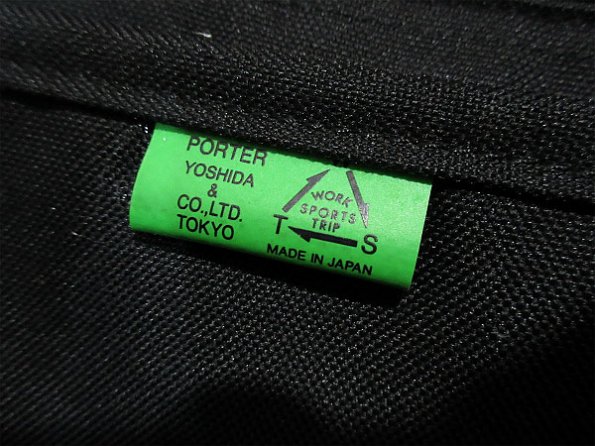 PORTER
YOSHIDA
&
CO.,LTD.
TOKYO
WORK
SPORTS
TRIP
T S
MADE IN JAPAN